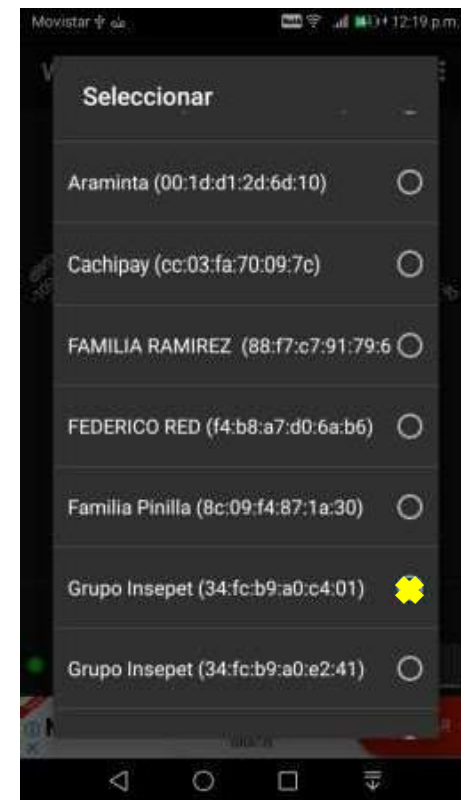 Movistar
12:19 p.m.
Seleccionar
Araminta (00:1d:d1:2d:6d:10)
Cachipay (cc:03:fa:70:09:7c)
FAMILIA RAMIREZ (88:f7:c7:91:79:6
FEDERICO RED (f4:b8:a7:d0:6a:b6)
Familia Pinilla (8c:09:f4:87:1a:30)
Grupo Insepet (34:fc:b9:a0:c4:01)
Grupo Insepet (34:fc:b9:a0:e2:41)